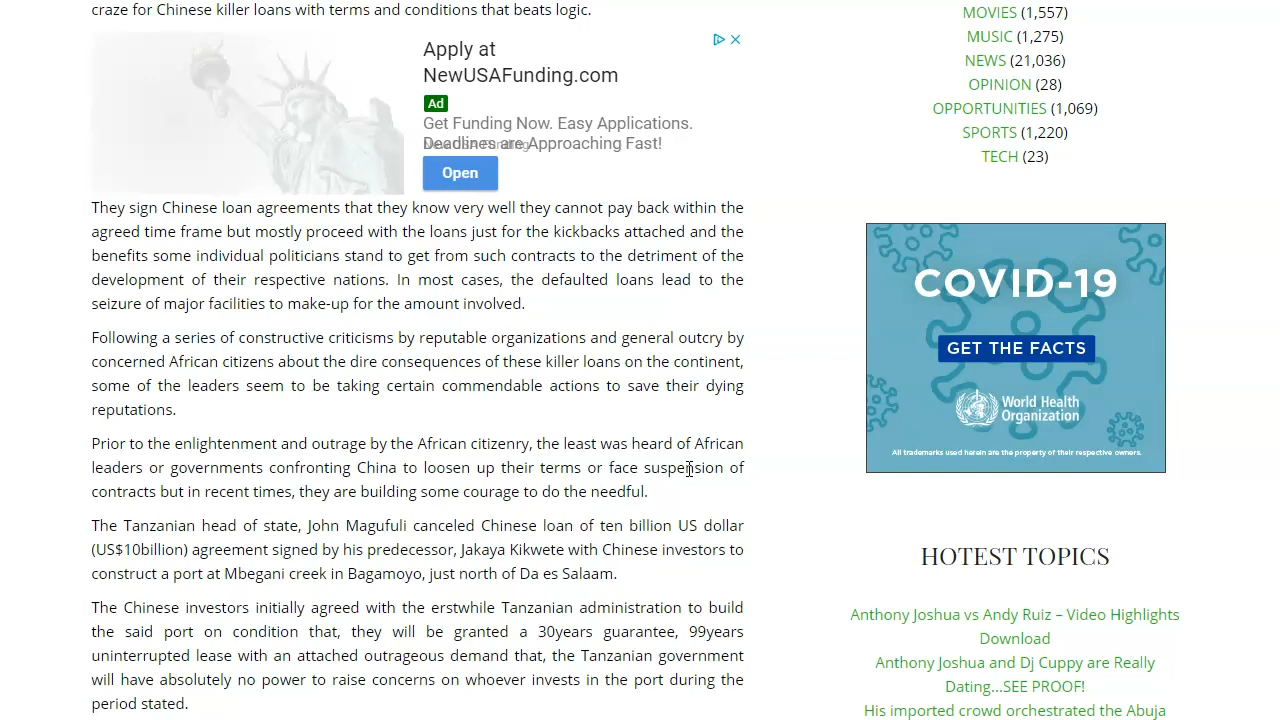 craze for Chinese killer loans with terms and conditions that beats logic.
Apply at
NewUSAFunding.com
Ad
Get Funding Now. Easy Applications.
Deadlines are Approaching Fast!
Open
They sign Chinese loan agreements that they know very well they cannot pay back within the
agreed time frame but mostly proceed with the loans just for the kickbacks attached and the
benefits some individual politicians stand to get from such contracts to the detriment of the
development of their respective nations. In most cases, the defaulted loans lead to the
seizure of major facilities to make-up for the amount involved.
Following a series of constructive criticisms by reputable organizations and general outcry by
concerned African citizens about the dire consequences of these killer loans on the continent,
some of the leaders seem to be taking certain commendable actions to save their dying
reputations.
Prior to the enlightenment and outrage by the African citizenry, the least was heard of African
leaders or governments confronting China to loosen up their terms or face suspension of
contracts but in recent times, they are building some courage to do the needful.
The Tanzanian head of state, John Magufuli canceled Chinese loan of ten billion US dollar
(US$10billion) agreement signed by his predecessor, Jakaya Kikwete with Chinese investors to
construct a port at Mbegani creek in Bagamoyo, just north of Da es Salaam.
The Chinese investors initially agreed with the erstwhile Tanzanian administration to build
the said port on condition that, they will be granted a 30years guarantee, 99years
uninterrupted lease with an attached outrageous demand that, the Tanzanian government
will have absolutely no power to raise concerns on whoever invests in the port during the
period stated.
MOVIES (1,557)
MUSIC (1,275)
NEWS (21,036)
OPINION (28)
OPPORTUNITIES (1,069)
SPORTS (1,220)
TECH (23)
COVID-19
GET THE FACTS
World Health
Organization
All trademarks used herein are the property of their respective owners.
HOTEST TOPICS
Anthony Joshua vs Andy Ruiz – Video Highlights
Download
Anthony Joshua and Dj Cuppy are Really
Dating...SEE PROOF!
His imported crowd orchestrated the Abuja